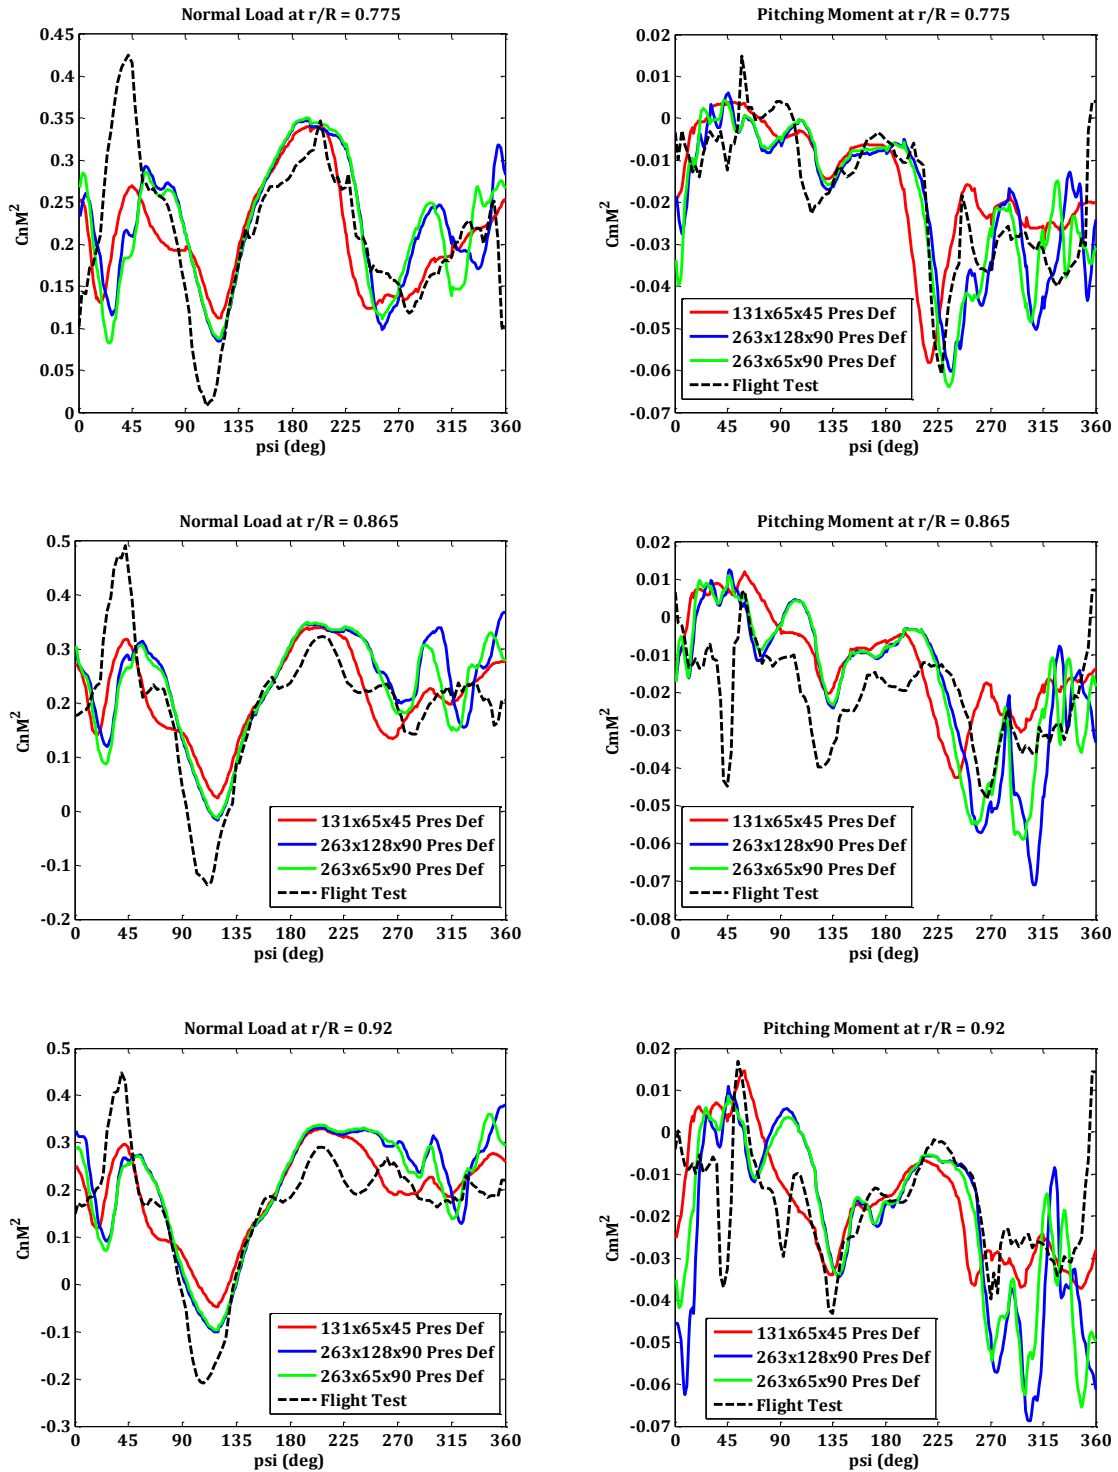 Normal Load at r/R = 0.775
0.45
0.4
0.35
0.3
0.25
0.2
0.15
0.1
0.05
0
CnM2
0 45 90 135 180 225 270 315 360
psi (deg)
Pitching Moment at r/R = 0.775
0.02
0.01
0
-0.01
-0.02
-0.03
-0.04
-0.05
-0.06
-0.07
CmM2
131x65x45 Pres Def
263x128x90 Pres Def
263x65x90 Pres Def
Flight Test
0 45 90 135 180 225 270 315 360
psi (deg)
Normal Load at r/R = 0.865
0.5
0.4
0.3
0.2
0.1
0
-0.1
-0.2
CnM2
131x65x45 Pres Def
263x128x90 Pres Def
263x65x90 Pres Def
Flight Test
0 45 90 135 180 225 270 315 360
psi (deg)
Pitching Moment at r/R = 0.865
0.02
0.01
0
-0.01
-0.02
-0.03
-0.04
-0.05
-0.06
-0.07
-0.08
CmM2
131x65x45 Pres Def
263x128x90 Pres Def
263x65x90 Pres Def
Flight Test
0 45 90 135 180 225 270 315 360
psi (deg)
Normal Load at r/R = 0.92
0.5
0.4
0.3
0.2
0.1
0
-0.1
-0.2
-0.3
CnM2
131x65x45 Pres Def
263x128x90 Pres Def
263x65x90 Pres Def
Flight Test
0 45 90 135 180 225 270 315 360
psi (deg)
Pitching Moment at r/R = 0.92
0.02
0.01
0
-0.01
-0.02
-0.03
-0.04
-0.05
-0.06
-0.07
CmM2
131x65x45 Pres Def
263x128x90 Pres Def
263x65x90 Pres Def
Flight Test
0 45 90 135 180 225 270 315 360
psi (deg)